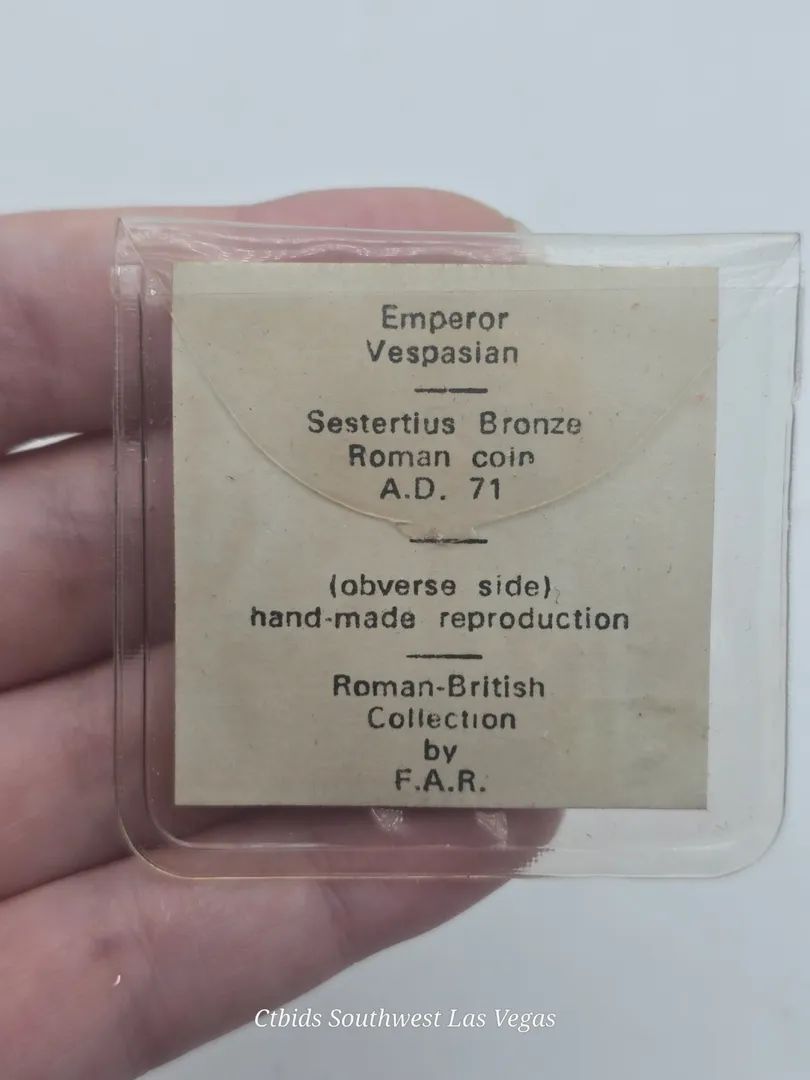 Emperor
Vespasian
Sestertius Bronze
Roman coin
A.D. 71
(obverse side)
hand-made reproduction
Roman-British
Collection
by
F.A.R.
Ctbids Southwest Las Vegas